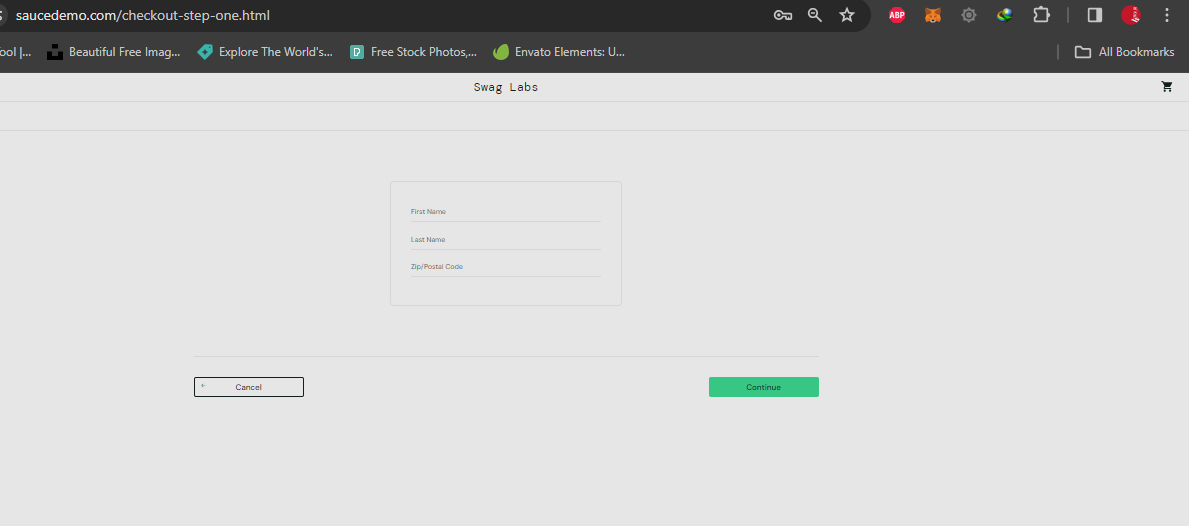 saucedemo.com/checkout-step-one.html
ABP
ool |... Beautiful Free Imag... Explore The World's... Free Stock Photos,... Envato Elements: U... All Bookmarks
Swag Labs
First Name
Last Name
Zip/Postal Code
Cancel Continue